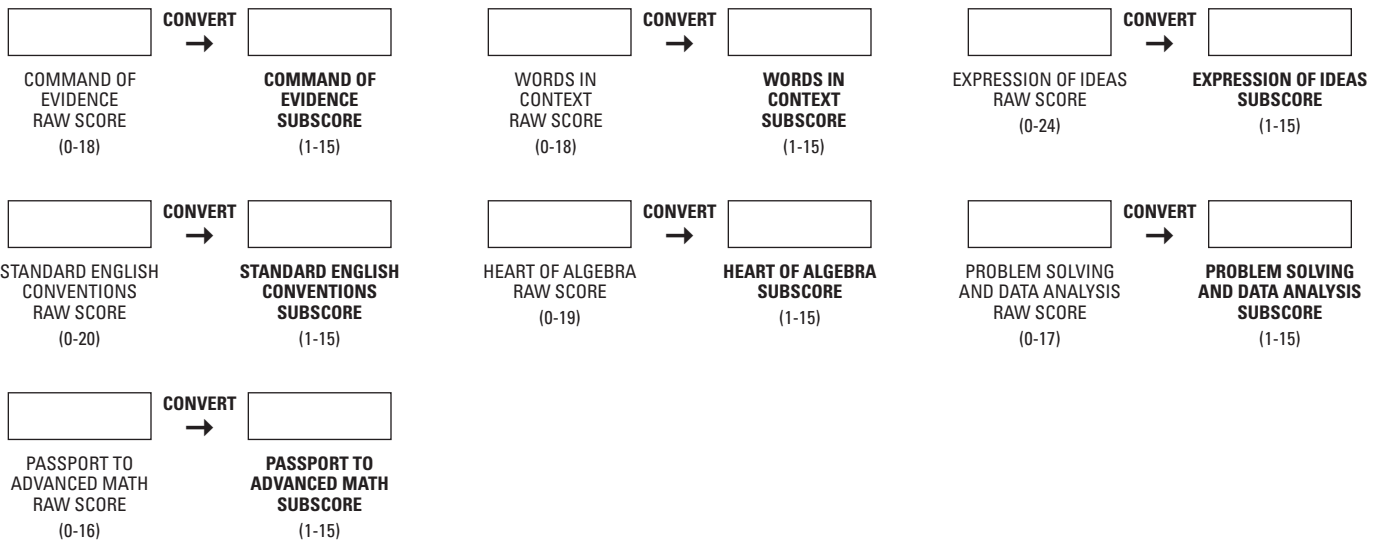 CONVERT
→
COMMAND OF
EVIDENCE
RAW SCORE
(0-18)
COMMAND OF
EVIDENCE
SUBSCORE
(1-15)
CONVERT
→
WORDS IN
CONTEXT
RAW SCORE
(0-18)
WORDS IN
CONTEXT
SUBSCORE
(1-15)
CONVERT
→
EXPRESSION OF IDEAS
RAW SCORE
(0-24)
EXPRESSION OF IDEAS
SUBSCORE
(1-15)
CONVERT
→
STANDARD ENGLISH
CONVENTIONS
RAW SCORE
(0-20)
STANDARD ENGLISH
CONVENTIONS
SUBSCORE
(1-15)
CONVERT
→
HEART OF ALGEBRA
RAW SCORE
(0-19)
HEART OF ALGEBRA
SUBSCORE
(1-15)
CONVERT
→
PROBLEM SOLVING
AND DATA ANALYSIS
RAW SCORE
(0-17)
PROBLEM SOLVING
AND DATA ANALYSIS
SUBSCORE
(1-15)
CONVERT
→
PASSPORT TO
ADVANCED MATH
RAW SCORE
(0-16)
PASSPORT TO
ADVANCED MATH
SUBSCORE
(1-15)